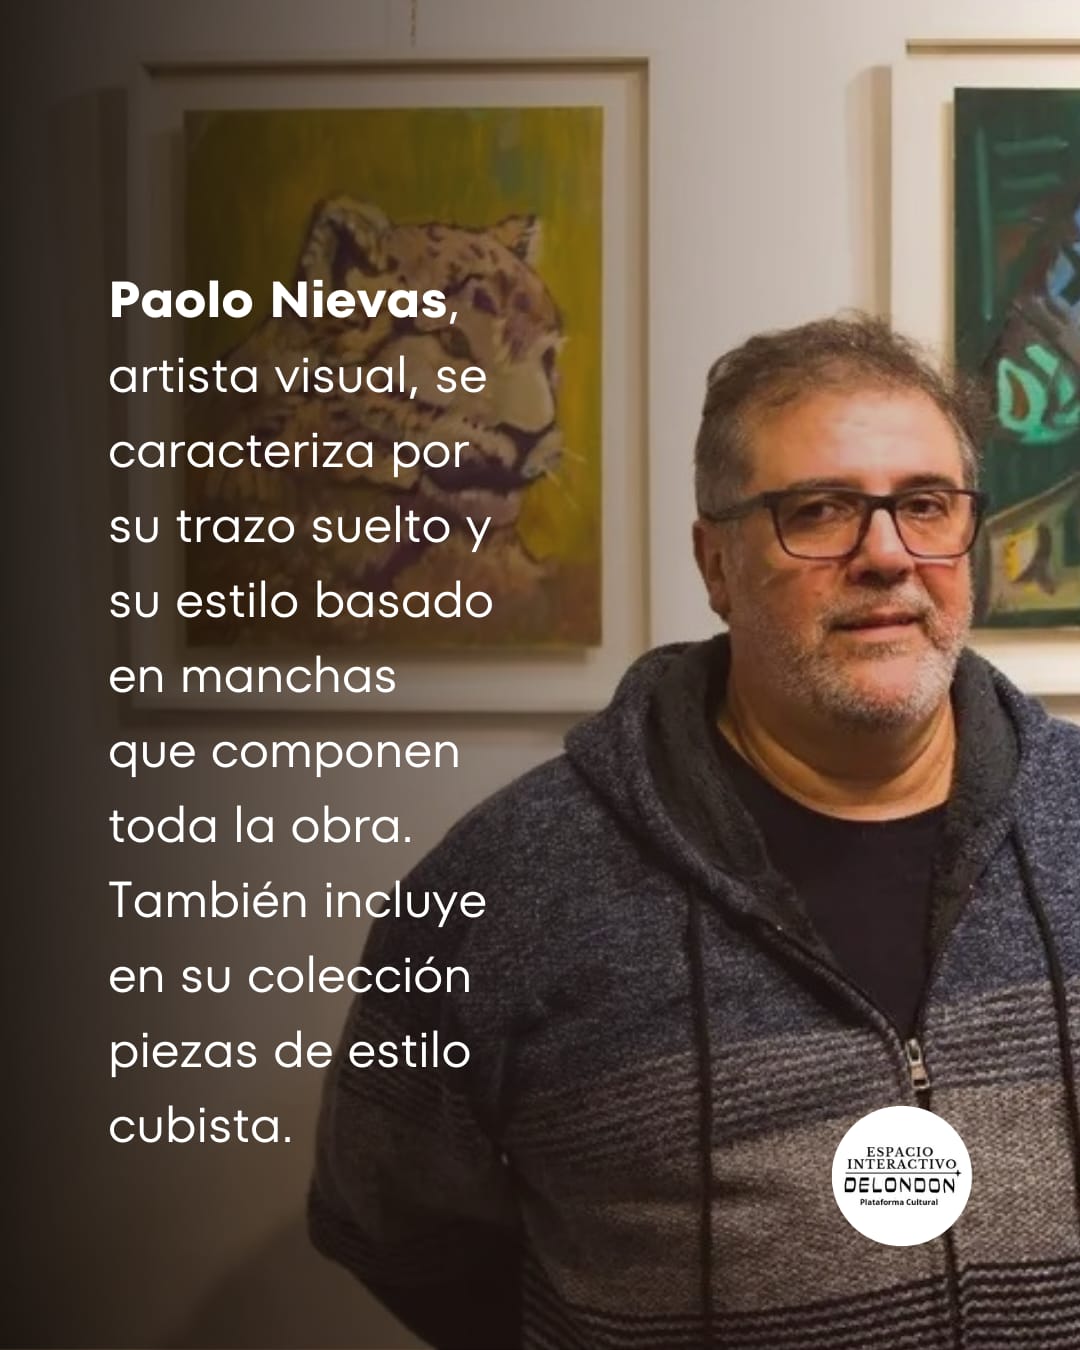 Paolo Nievas,
artista visual, se
caracteriza por
su trazo suelto y
su estilo basado
en manchas
que componen
toda la obra.
También incluye
en su colección
piezas de estilo
cubista.
ESPACIO
INTERACTIVO
DELONDON
Plataforma Cultural